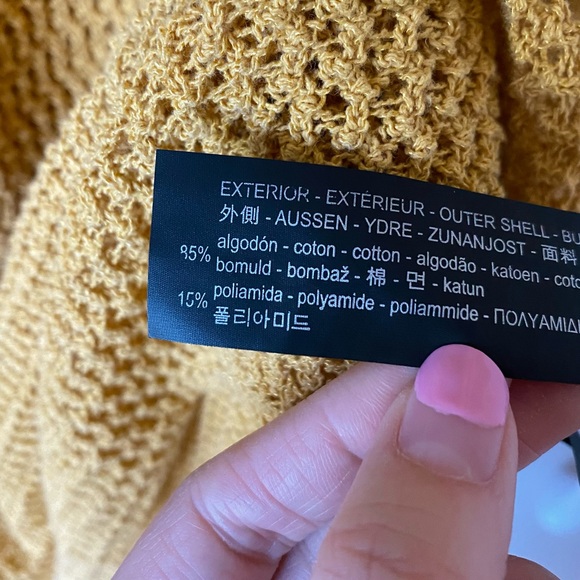 EXTERIOR - EXTÉRIEUR - OUTER SHELL -
外側 - AUSSEN - YDRE - ZUNANJOST - 面料
85% algodón - coton - cotton - algodão - katoen -
bomuld - bombaž - 棉 - 면 - katun
15% poliamida - polyamide - poliammide -
폴리아미드